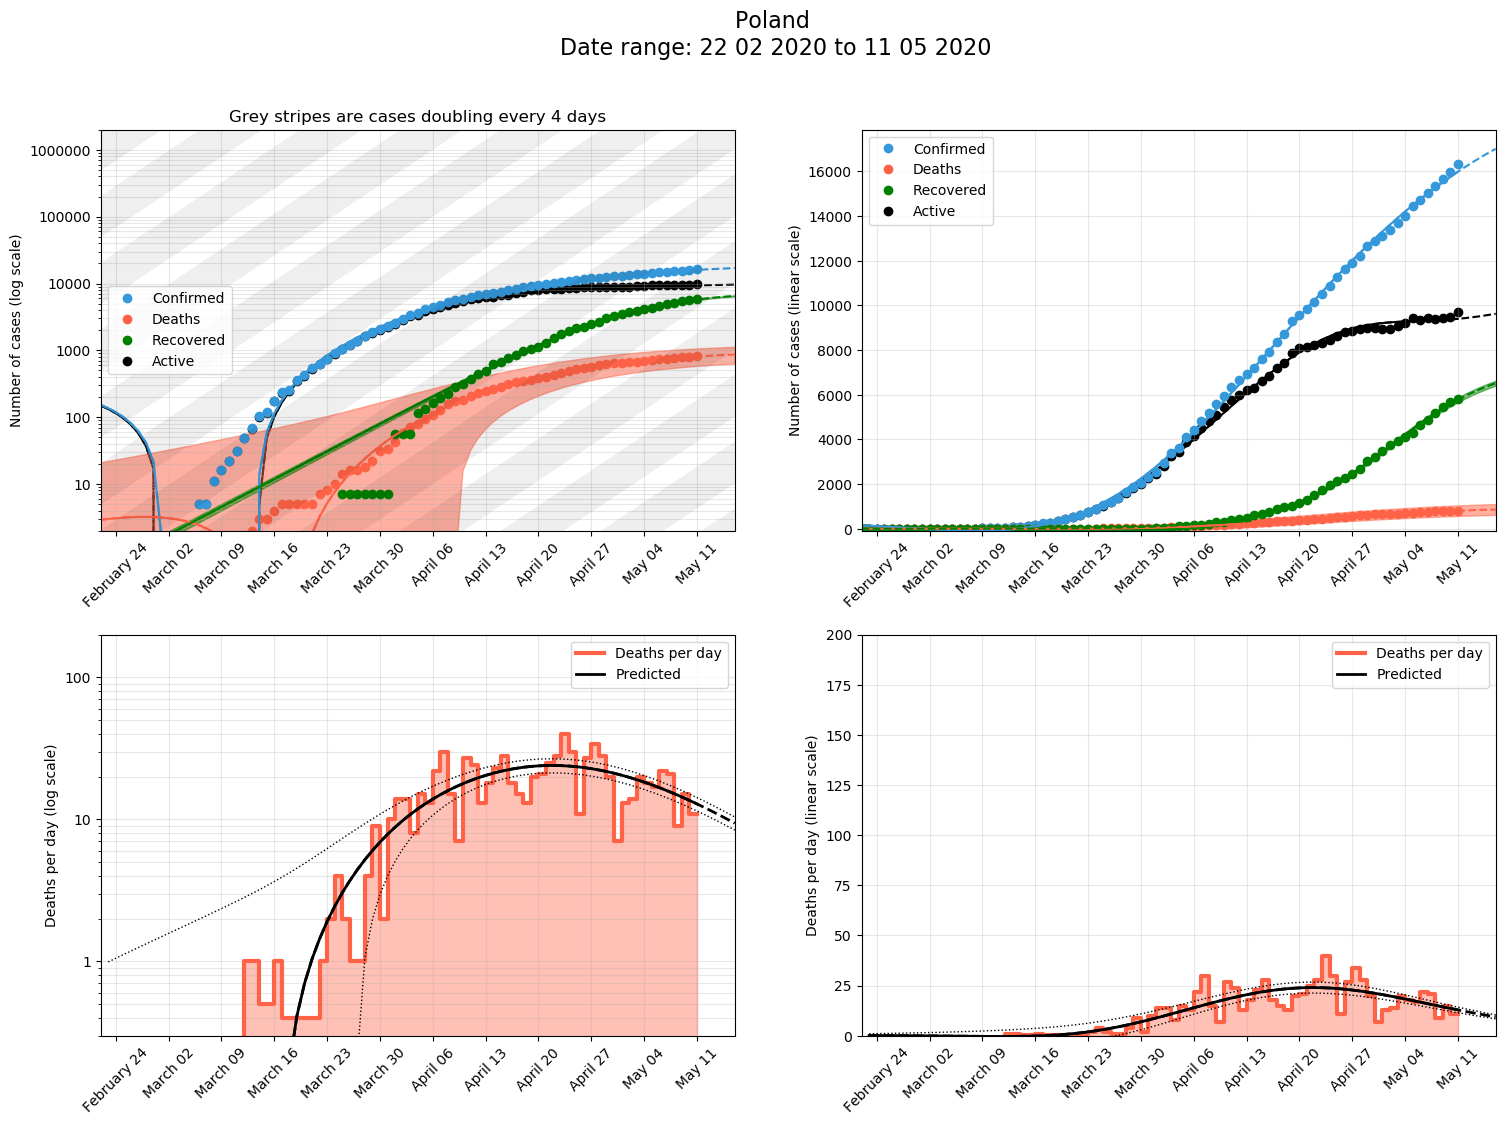 Poland
Date range: 22 02 2020 to 11 05 2020
Grey stripes are cases doubling every 4 days
Number of cases (log scale)
1000000
100000
10000
1000
100
10
Confirmed
Deaths
Recovered
Active
February 24
March 02
March 09
March 16
March 23
March 30
April 06
April 13
April 20
April 27
May 04
May 11
Number of cases (linear scale)
16000
14000
12000
10000
8000
6000
4000
2000
0
Confirmed
Deaths
Recovered
Active
February 24
March 02
March 09
March 16
March 23
March 30
April 06
April 13
April 20
April 27
May 04
May 11
Deaths per day (log scale)
100
10
1
Deaths per day
Predicted
February 24
March 02
March 09
March 16
March 23
March 30
April 06
April 13
April 20
April 27
May 04
May 11
Deaths per day (linear scale)
200
175
150
125
100
75
50
25
0
Deaths per day
Predicted
February 24
March 02
March 09
March 16
March 23
March 30
April 06
April 13
April 20
April 27
May 04
May 11